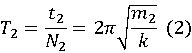 T₂ = t₂/N₂ = 2π√(m₂/k) (2)